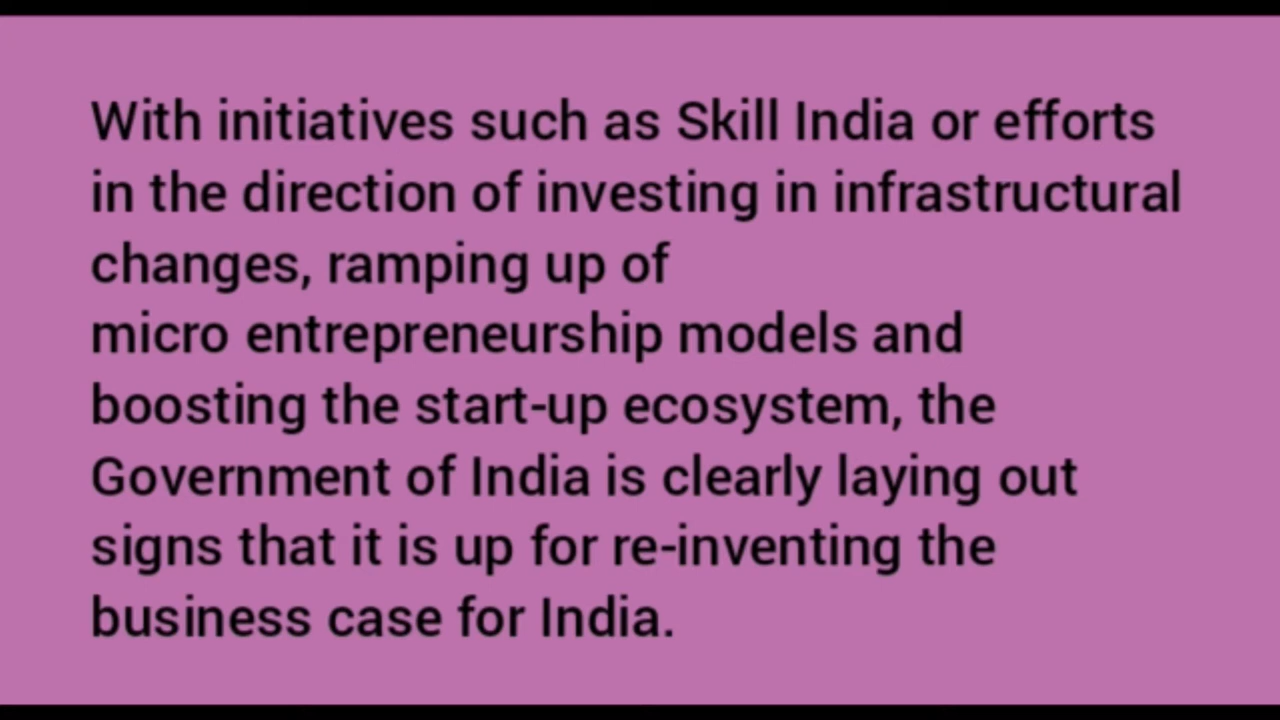 With initiatives such as Skill India or efforts
in the direction of investing in infrastructural
changes, ramping up of
micro entrepreneurship models and
boosting the start-up ecosystem, the
Government of India is clearly laying out
signs that it is up for re-inventing the
business case for India.